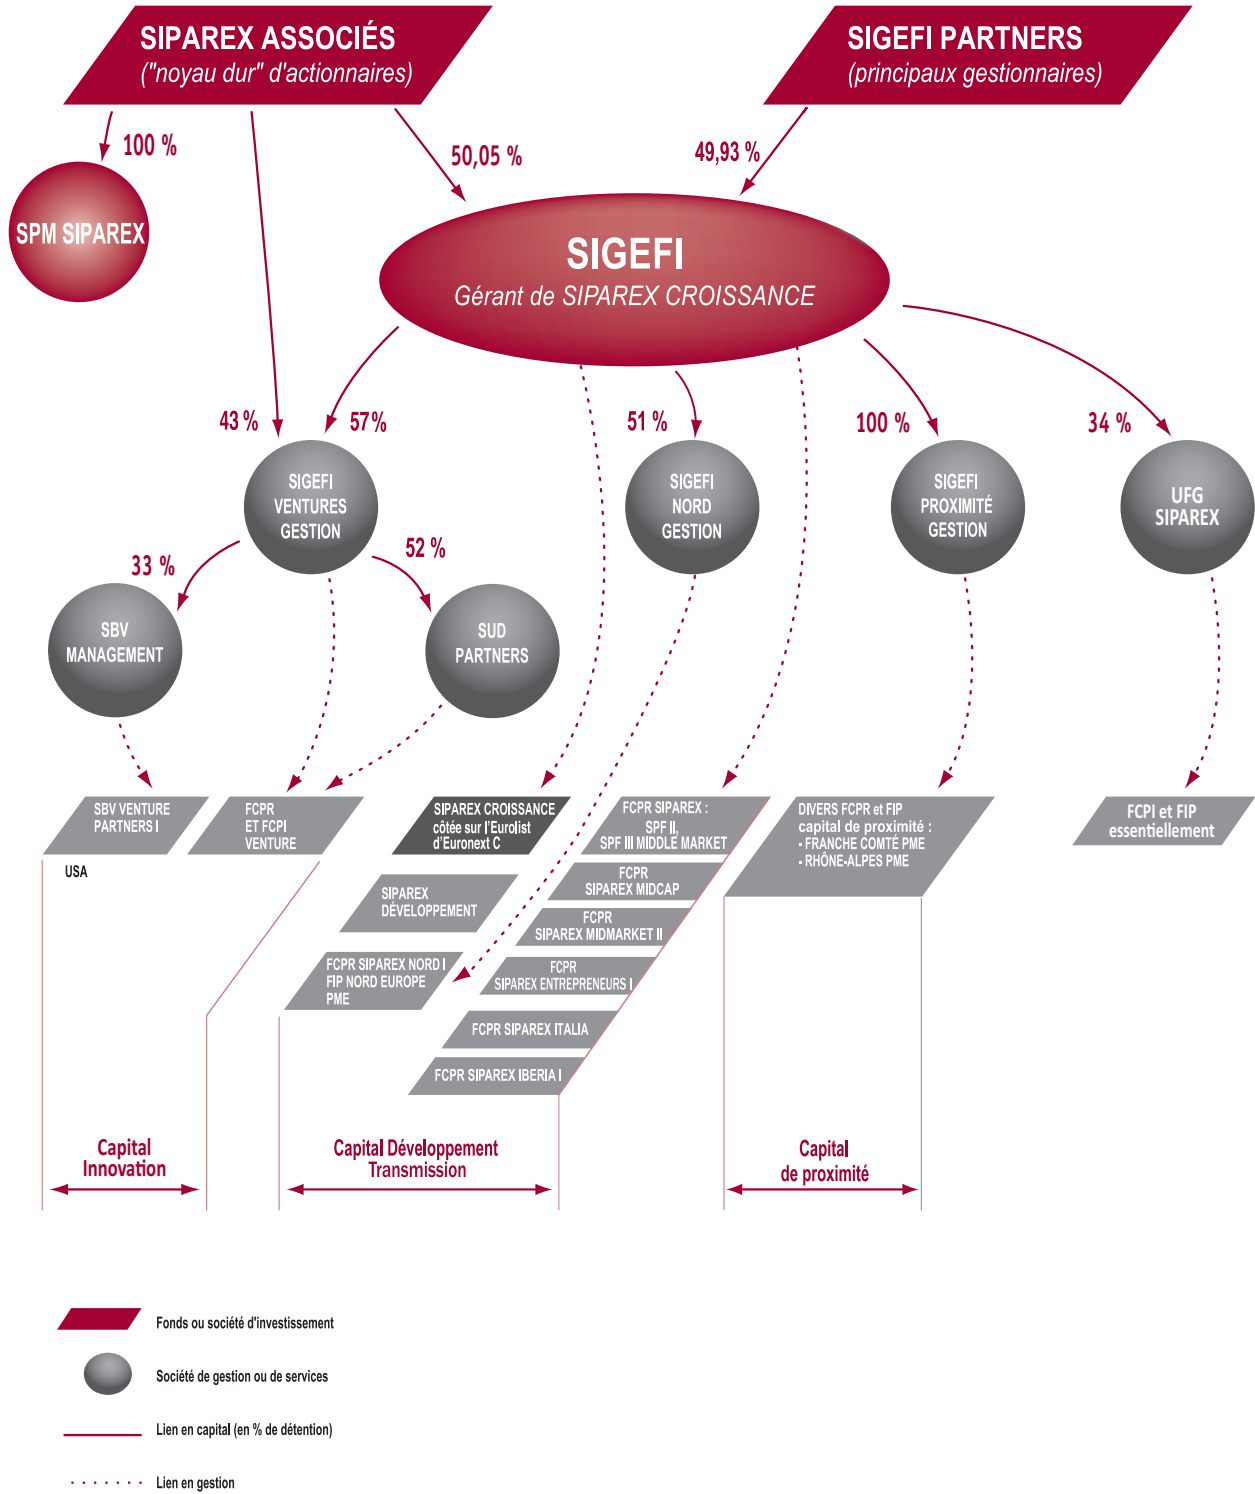 SIPAREX ASSOCIÉS
("noyau dur" d'actionnaires)
SIGEFI PARTNERS
(principaux gestionnaires)
100 %
50,05 %
49,93 %
SPM SIPAREX
SIGEFI
Gérant de SIPAREX CROISSANCE
43 %
57%
51 %
100 %
34 %
SIGEFI
VENTURES
GESTION
SIGEFI
NORD
GESTION
SIGEFI
PROXIMITÉ
GESTION
UFG
SIPAREX
33 %
52 %
SBV
MANAGEMENT
SUD
PARTNERS
SBV VENTURE
PARTNERS I
USA
FCPR
ET FCPI
VENTURE
SIPAREX CROISSANCE
côtée sur l'Eurolist
d'Euronext C
SIPAREX
DÉVELOPPEMENT
FCPR SIPAREX NORD I
FIP NORD EUROPE
PME
FCPR SIPAREX :
SPF II,
SPF III MIDDLE MARKET
FCPR
SIPAREX MIDCAP
FCPR
SIPAREX MIDMARKET II
FCPR
SIPAREX ENTREPRENEURS I
FCPR SIPAREX ITALIA
FCPR SIPAREX IBERIA I
DIVERS FCPR et FIP
capital de proximité :
- FRANCHE COMTÉ PME
- RHÔNE-ALPES PME
FCPI et FIP
essentiellement
Capital
Innovation
Capital Développement
Transmission
Capital
de proximité
Fonds ou société d'investissement
Société de gestion ou de services
Lien en capital (en % de détention)
Lien en gestion